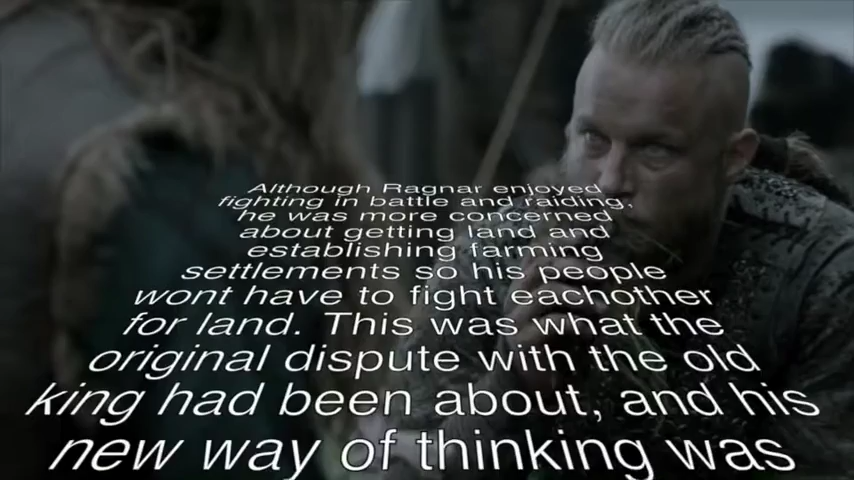 Although Ragnar enjoyed
fighting in battle and raiding,
he was more concerned
about getting land and
establishing farming
settlements so his people
wont have to fight eachother
for land. This was what the
original dispute with the old
king had been about, and his
new way of thinking was